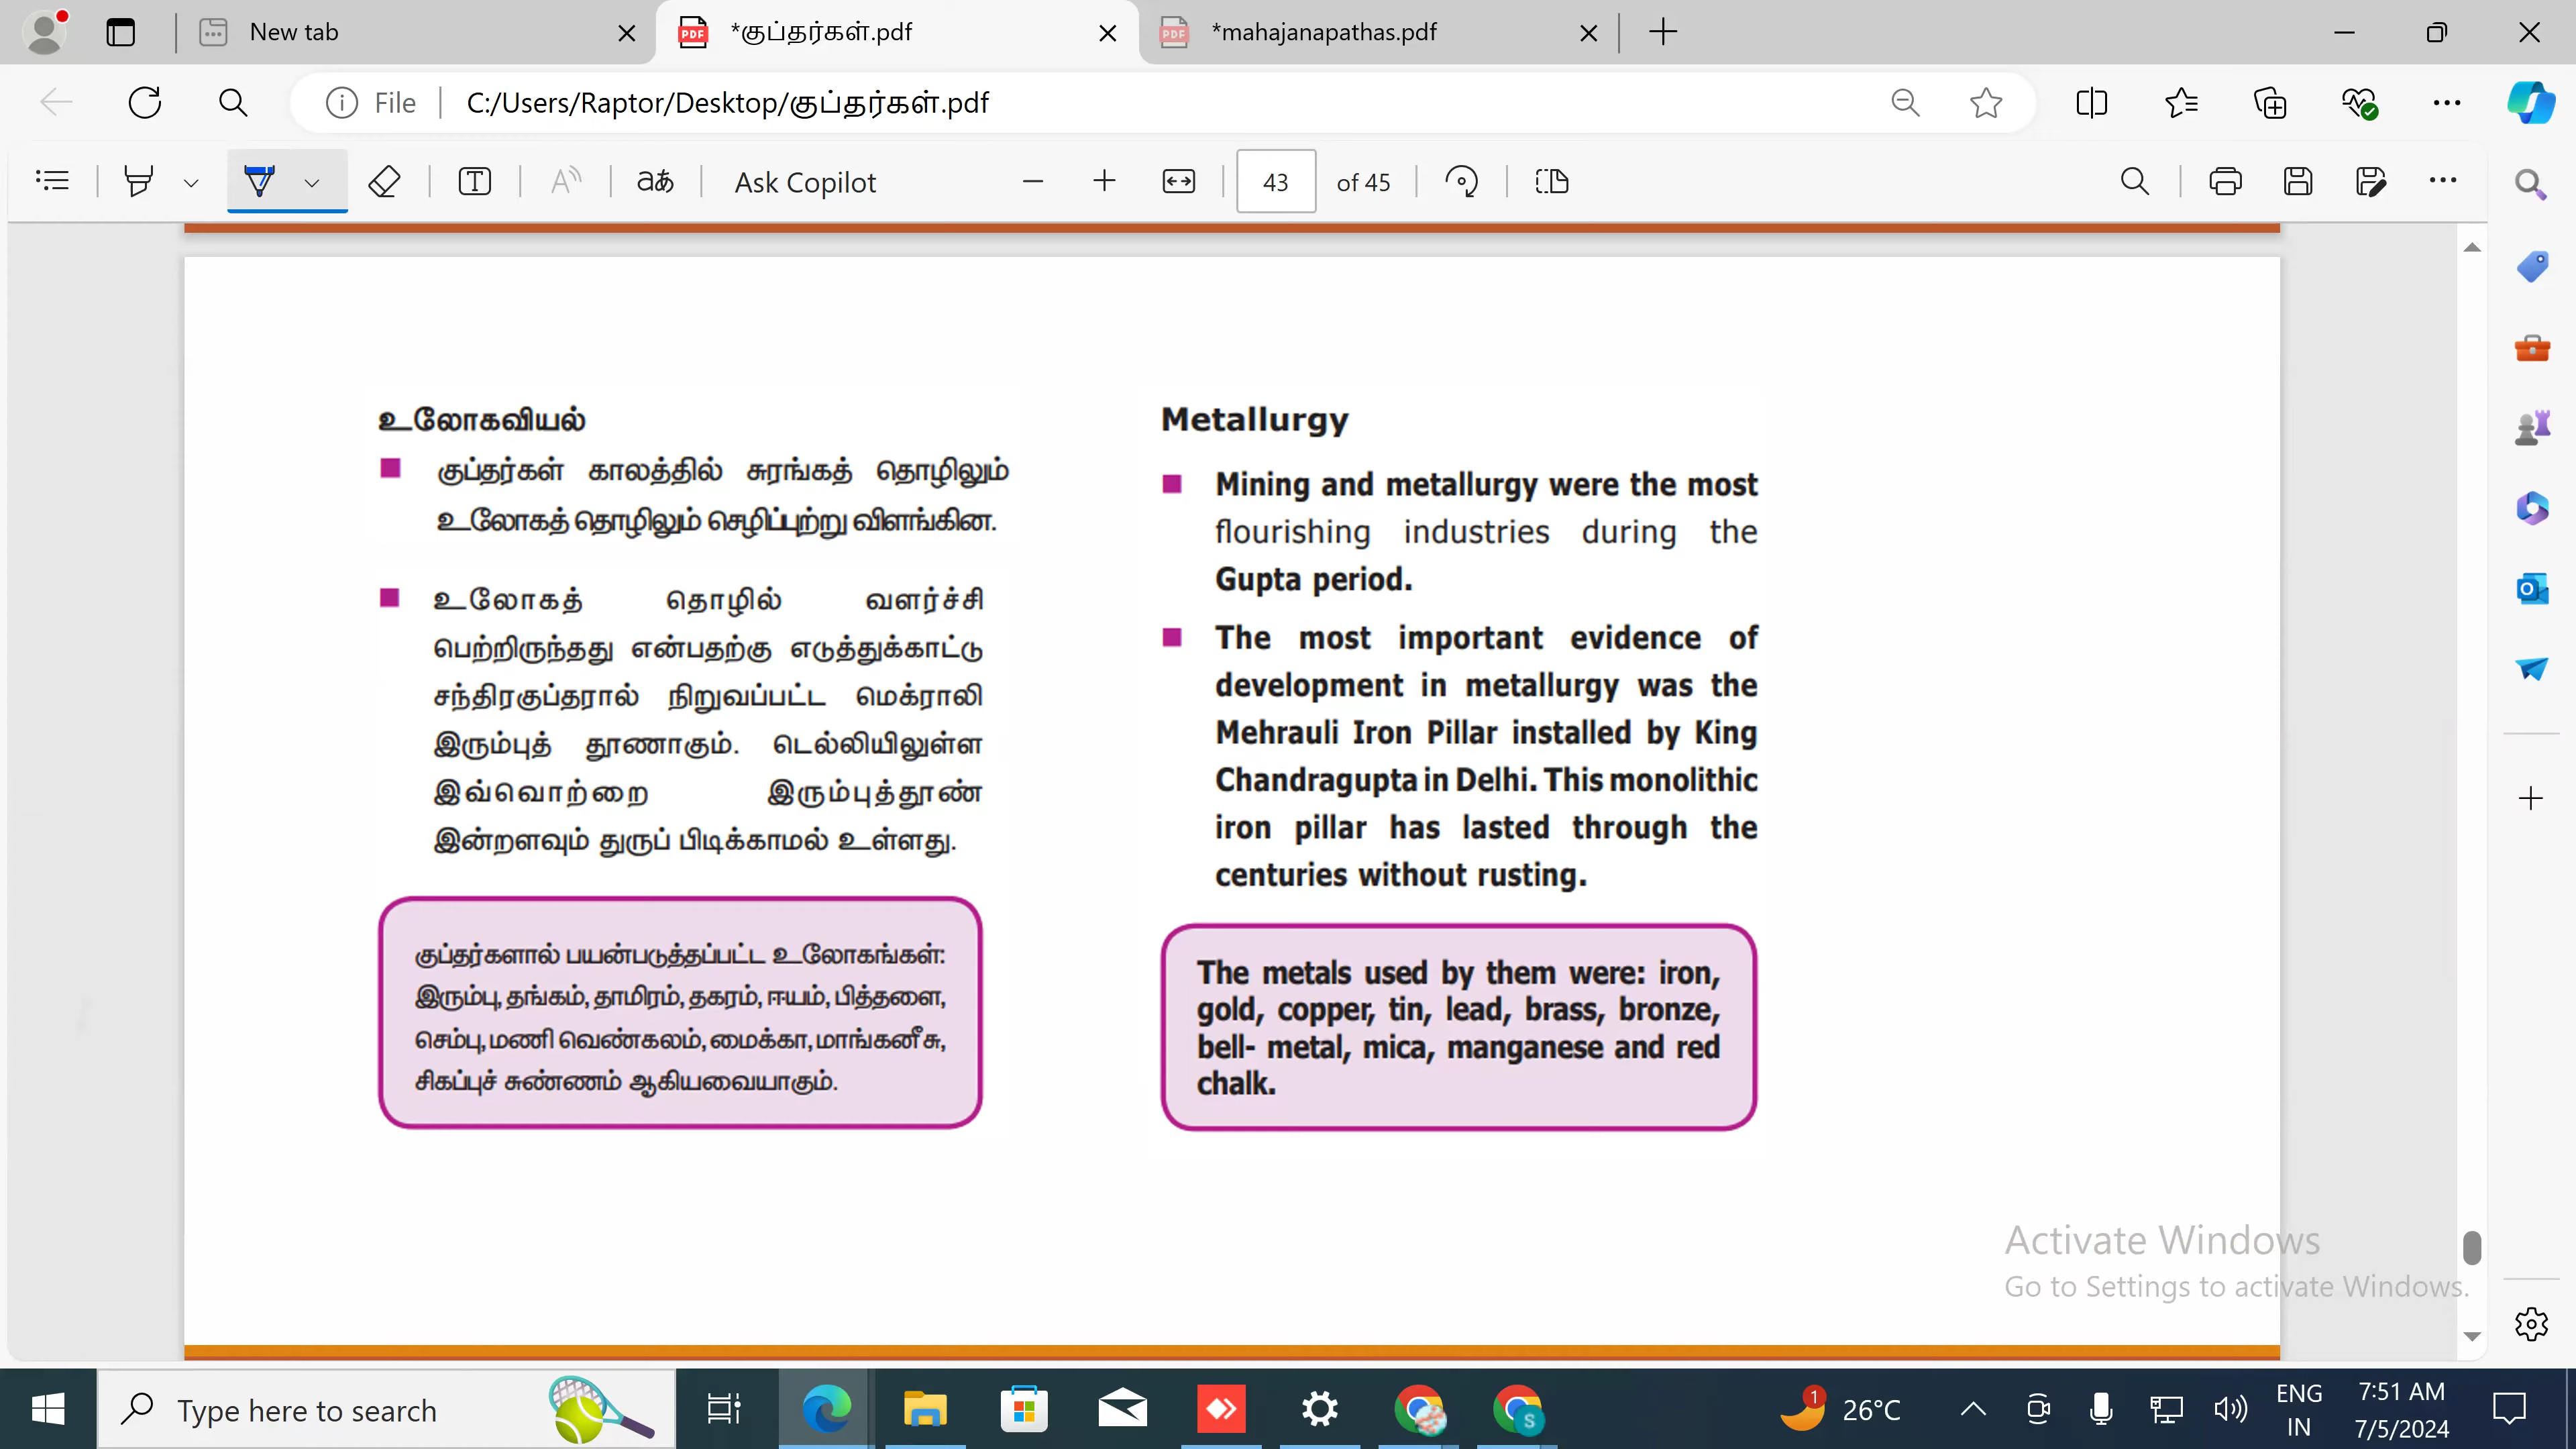 New tab
*குப்தர்கள்.pdf
*mahajanapathas.pdf
File
C:/Users/Raptor/Desktop/குப்தர்கள்.pdf
aあ
Ask Copilot
43
of 45
உலோகவியல்
குப்தர்கள் காலத்தில் சுரங்கத் தொழிலும்
உலோகத் தொழிலும் செழிப்புற்று விளங்கின.
உலோகத் தொழில் வளர்ச்சி
பெற்றிருந்தது என்பதற்கு எடுத்துக்காட்டு
சந்திரகுப்தரால் நிறுவப்பட்ட மெக்ராலி
இரும்புத் தூணாகும். டெல்லியிலுள்ள
இவ்வொற்றை இரும்புத்தூண்
இன்றளவும் துருப் பிடிக்காமல் உள்ளது.
குப்தர்களால் பயன்படுத்தப்பட்ட உலோகங்கள்:
இரும்பு, தங்கம், தாமிரம், தகரம், ஈயம், பித்தளை,
செம்பு, மணி வெண்கலம், மைக்கா, மாங்கனீசு,
சிகப்புச் சுண்ணம் ஆகியவையாகும்.
Metallurgy
Mining and metallurgy were the most
flourishing industries during the
Gupta period.
The most important evidence of
development in metallurgy was the
Mehrauli Iron Pillar installed by King
Chandragupta in Delhi. This monolithic
iron pillar has lasted through the
centuries without rusting.
The metals used by them were: iron,
gold, copper, tin, lead, brass, bronze,
bell- metal, mica, manganese and red
chalk.
Activate Windows
Go to Settings to activate Windows.
Type here to search
1
26°C
ENG
IN
7:51 AM
7/5/2024